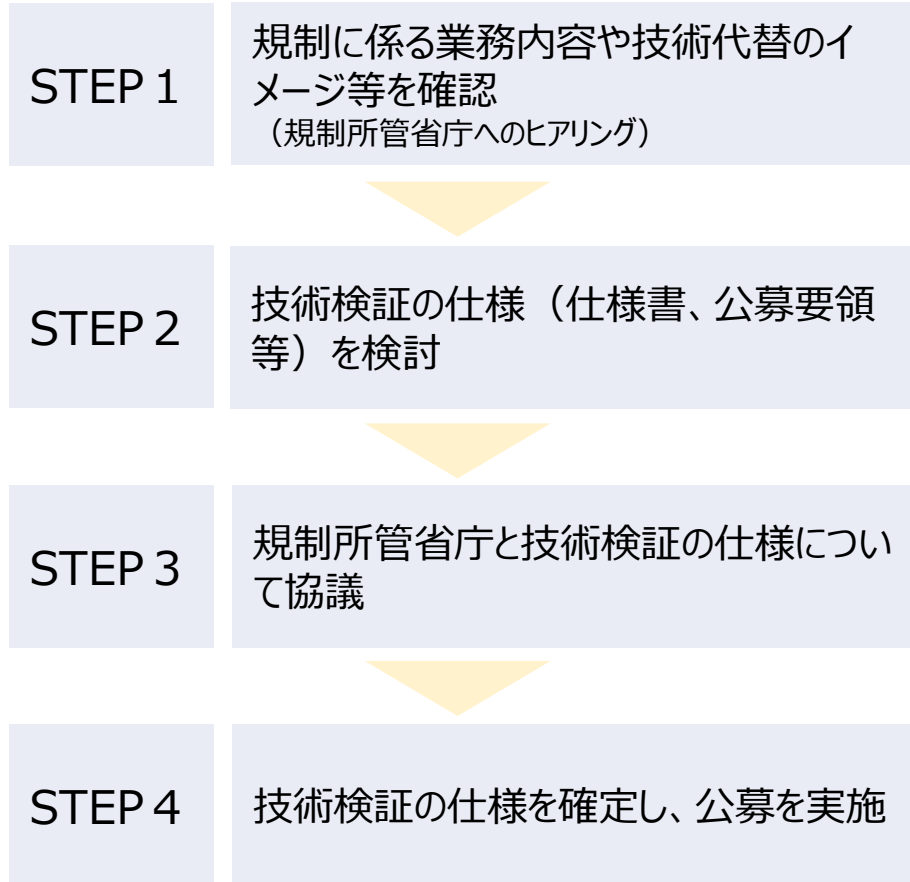 STEP１
規制に係る業務内容や技術代替のイ
メージ等を確認
（規制所管省庁へのヒアリング）
STEP２
技術検証の仕様（仕様書、公募要領
等）を検討
STEP３
規制所管省庁と技術検証の仕様につい
て協議
STEP４
技術検証の仕様を確定し、公募を実施